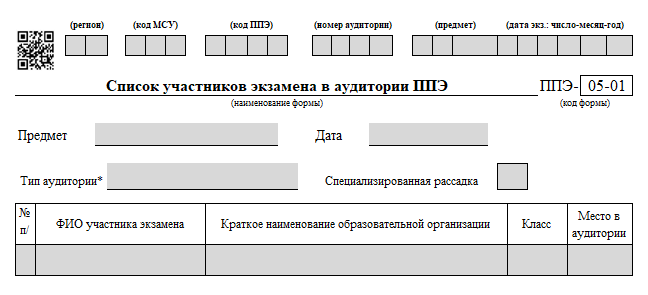 (регион) (код МСУ) (код ППЭ) (номер аудитории) (предмет) (дата экз.: число-месяц-год)
Список участников экзамена в аудитории ППЭ ППЭ- 05-01
(наименование формы) (код формы)
Предмет Дата
Тип аудитории* Специализированная рассадка
№ п/ ФИО участника экзамена Краткое наименование образовательной организации Класс Место в аудитории